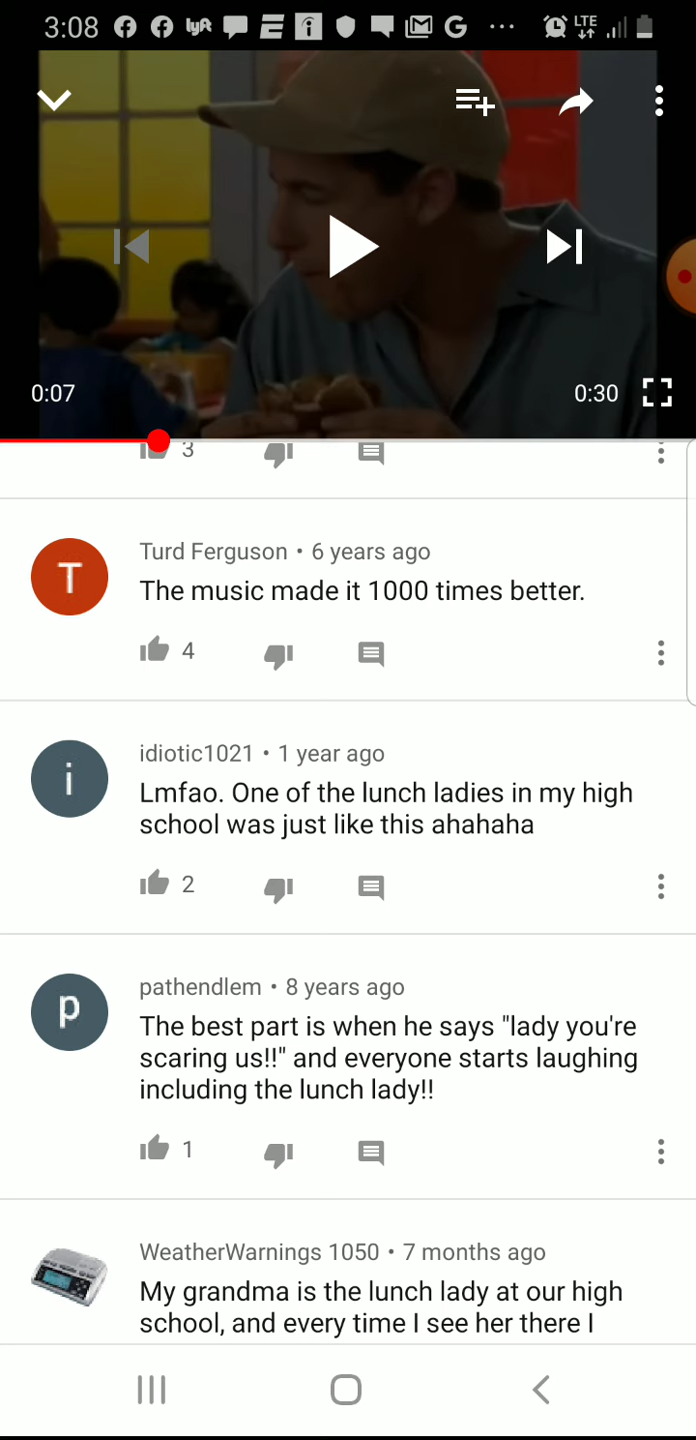 3:08 lyft LTE
0:07 0:30
3
T Turd Ferguson • 6 years ago
The music made it 1000 times better.
4
i idiotic1021 • 1 year ago
Lmfao. One of the lunch ladies in my high
school was just like this ahahaha
2
p pathendlem • 8 years ago
The best part is when he says "lady you're
scaring us!!" and everyone starts laughing
including the lunch lady!!
1
WeatherWarnings 1050 • 7 months ago
My grandma is the lunch lady at our high
school, and every time I see her there I